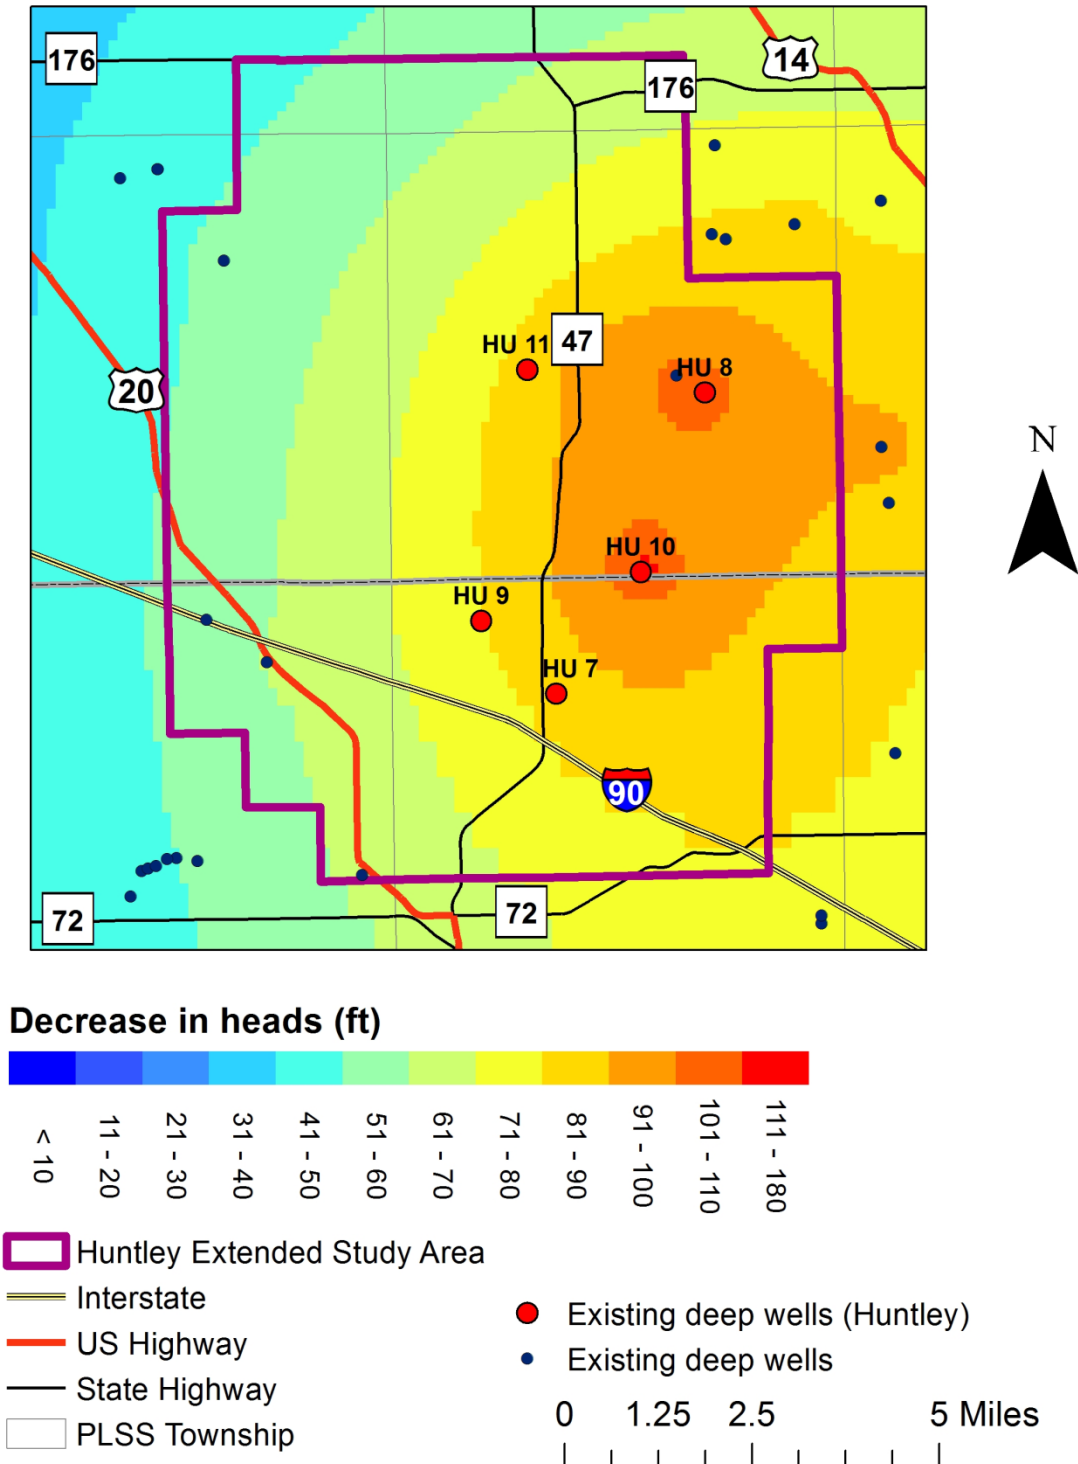 176
14
176
HU 11
47
HU 8
20
HU 10
HU 9
HU 7
90
72
72
N
Decrease in heads (ft)
< 10
11 - 20
21 - 30
31 - 40
41 - 50
51 - 60
61 - 70
71 - 80
81 - 90
91 - 100
101 - 110
111 - 180
Huntley Extended Study Area
Interstate
US Highway
State Highway
PLSS Township
Existing deep wells (Huntley)
Existing deep wells
0 1.25 2.5 5 Miles